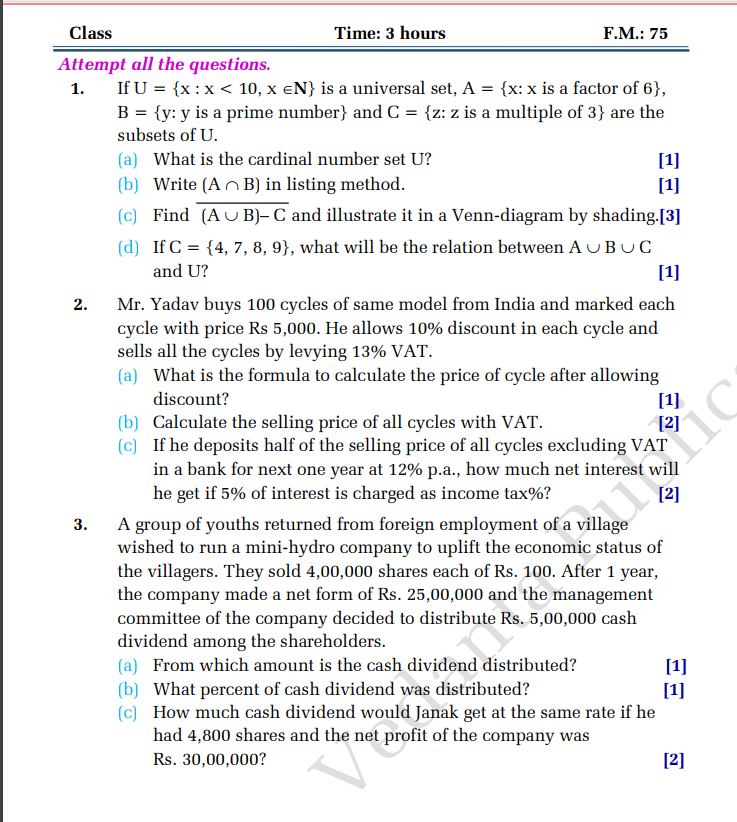 Class Time: 3 hours F.M.: 75
Attempt all the questions.
1. If U = {x : x < 10, x ∈N} is a universal set, A = {x: x is a factor of 6},
B = {y: y is a prime number} and C = {z: z is a multiple of 3} are the
subsets of U.
(a) What is the cardinal number set U? [1]
(b) Write (A ∩ B) in listing method. [1]
(c) Find \overline{(A ∪ B)– C} and illustrate it in a Venn-diagram by shading.[3]
(d) If C = {4, 7, 8, 9}, what will be the relation between A ∪ B ∪ C
and U? [1]
2. Mr. Yadav buys 100 cycles of same model from India and marked each
cycle with price Rs 5,000. He allows 10% discount in each cycle and
sells all the cycles by levying 13% VAT.
(a) What is the formula to calculate the price of cycle after allowing
discount? [1]
(b) Calculate the selling price of all cycles with VAT. [2]
(c) If he deposits half of the selling price of all cycles excluding VAT
in a bank for next one year at 12% p.a., how much net interest will
he get if 5% of interest is charged as income tax%? [2]
3. A group of youths returned from foreign employment of a village
wished to run a mini-hydro company to uplift the economic status of
the villagers. They sold 4,00,000 shares each of Rs. 100. After 1 year,
the company made a net form of Rs. 25,00,000 and the management
committee of the company decided to distribute Rs. 5,00,000 cash
dividend among the shareholders.
(a) From which amount is the cash dividend distributed? [1]
(b) What percent of cash dividend was distributed? [1]
(c) How much cash dividend would Janak get at the same rate if he
had 4,800 shares and the net profit of the company was
Rs. 30,00,000? [2]
Vedanta Public